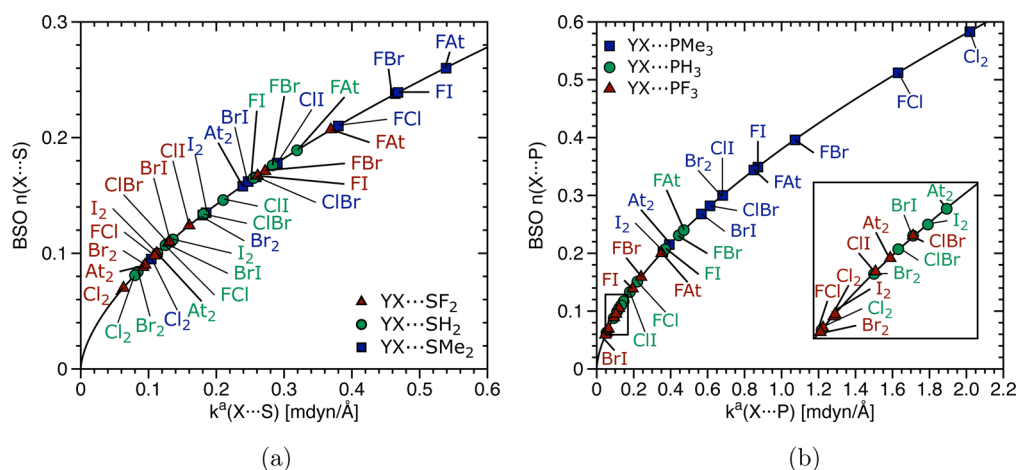 0.3
0.2
0.1
0
BSO n(X⋯S)
0
0.1
0.2
0.3
0.4
0.5
0.6
kᵃ(X⋯S) [mdyn/Å]
FAt
FBr
FI
FCl
FAt
FBr
FI
ClBr
FAt
FBr
ClI
FI
BrI
At₂
I₂
ClI
BrI
ClBr
I₂
FCl
Br₂
At₂
Cl₂
ClI
ClBr
Br₂
I₂
BrI
FCl
At₂
Cl₂
Br₂
Cl₂
YX⋯SF₂
YX⋯SH₂
YX⋯SMe₂
(a)
0.6
0.5
0.4
0.3
0.2
0.1
0
BSO n(X⋯P)
0
0.2
0.4
0.6
0.8
1.0
1.2
1.4
1.6
1.8
2.0
2.2
kᵃ(X⋯P) [mdyn/Å]
YX⋯PMe₃
YX⋯PH₃
YX⋯PF₃
Cl₂
FCl
FBr
FI
FAt
ClI
Br₂
ClBr
BrI
FAt
At₂
I₂
FBr
FI
FBr
FAt
FI
FCl
ClI
BrI
At₂
BrI
I₂
At₂
ClBr
ClI
ClBr
Cl₂
Br₂
FCl
I₂
Cl₂
Br₂
(b)